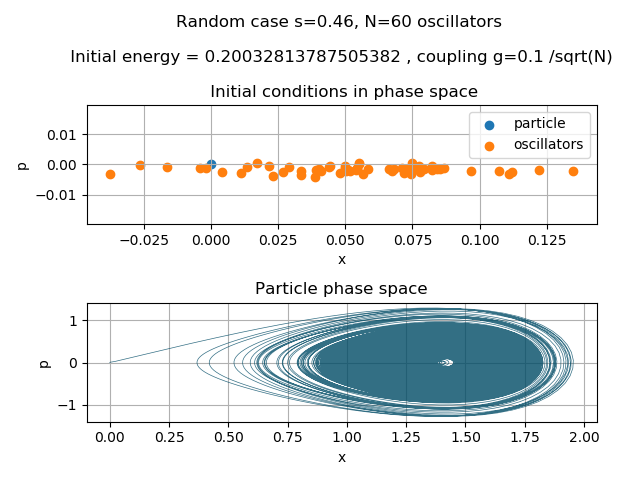 Random case s=0.46, N=60 oscillators
Initial energy = 0.20032813787505382 , coupling g=0.1 /sqrt(N)
Initial conditions in phase space
0.01
0.00
−0.01
p
particle
oscillators
−0.025 0.000 0.025 0.050 0.075 0.100 0.125
x
Particle phase space
1
0
−1
p
0.00 0.25 0.50 0.75 1.00 1.25 1.50 1.75 2.00
x